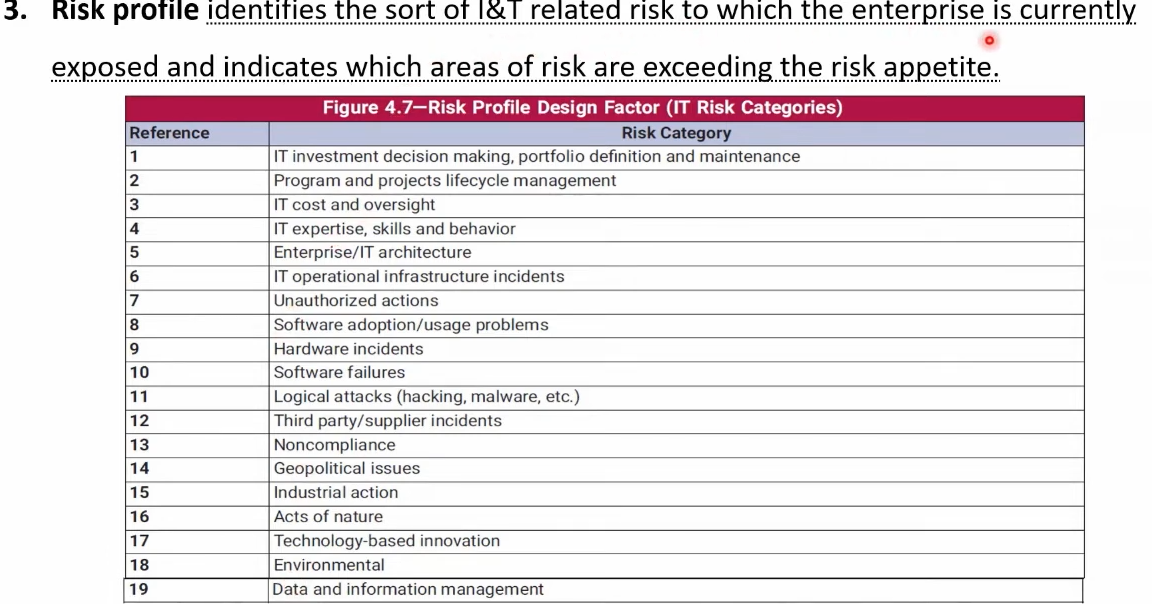 3. Risk profile identifies the sort of I&T related risk to which the enterprise is currently
exposed and indicates which areas of risk are exceeding the risk appetite.
Figure 4.7—Risk Profile Design Factor (IT Risk Categories)
Reference Risk Category
1 IT investment decision making, portfolio definition and maintenance
2 Program and projects lifecycle management
3 IT cost and oversight
4 IT expertise, skills and behavior
5 Enterprise/IT architecture
6 IT operational infrastructure incidents
7 Unauthorized actions
8 Software adoption/usage problems
9 Hardware incidents
10 Software failures
11 Logical attacks (hacking, malware, etc.)
12 Third party/supplier incidents
13 Noncompliance
14 Geopolitical issues
15 Industrial action
16 Acts of nature
17 Technology-based innovation
18 Environmental
19 Data and information management